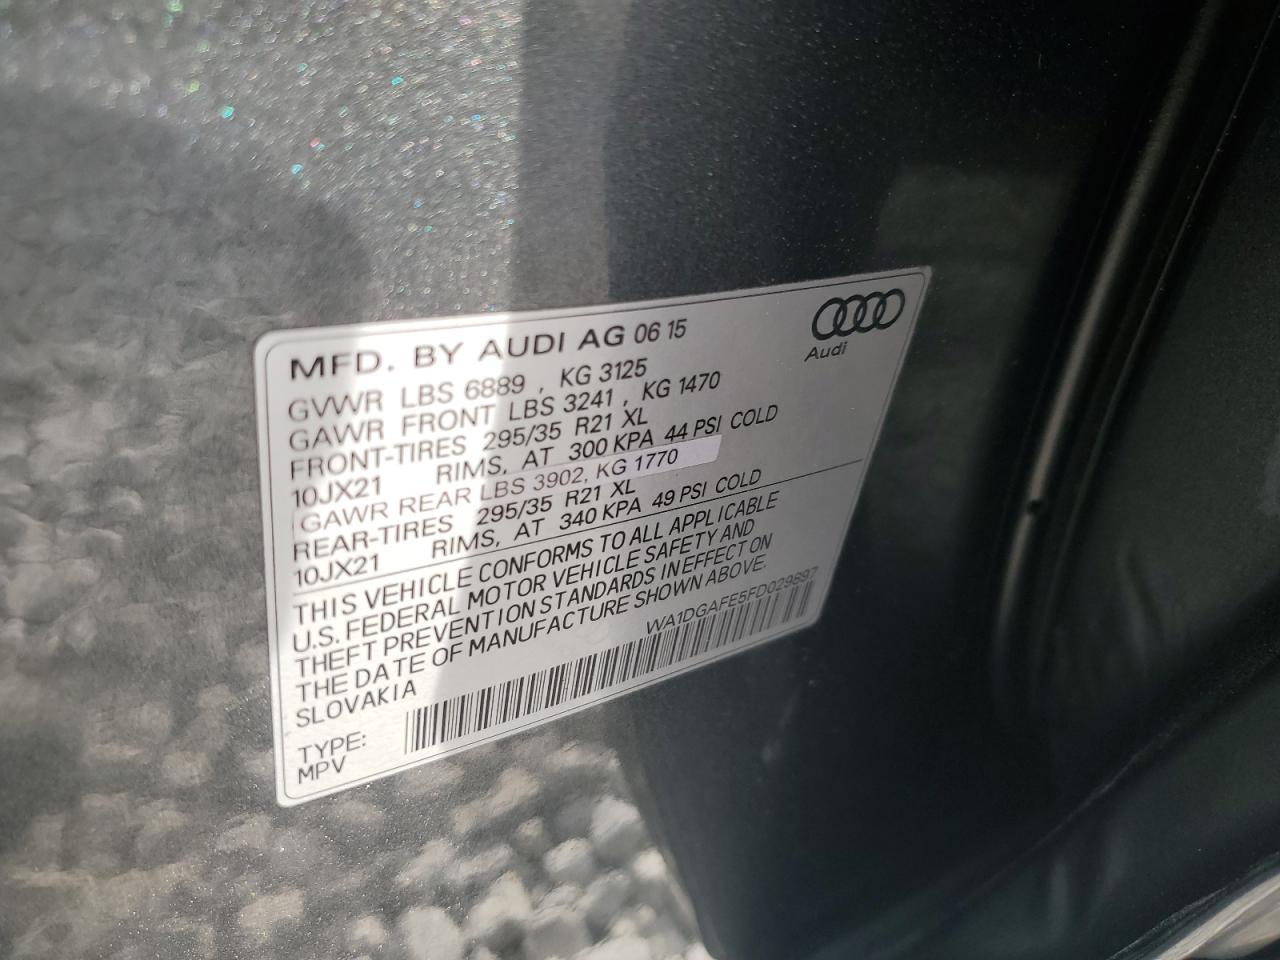 MFD. BY AUDI AG 06 15
Audi
GVWR LBS 6889 , KG 3125
GAWR FRONT LBS 3241 , KG 1470
FRONT-TIRES 295/35 R21 XL
10JX21 RIMS, AT 300 KPA 44 PSI COLD
GAWR REAR LBS 3902, KG 1770
REAR-TIRES 295/35 R21 XL
10JX21 RIMS, AT 340 KPA 49 PSI COLD
THIS VEHICLE CONFORMS TO ALL APPLICABLE
U.S. FEDERAL MOTOR VEHICLE SAFETY AND
THEFT PREVENTION STANDARDS IN EFFECT ON
THE DATE OF MANUFACTURE SHOWN ABOVE.
SLOVAKIA
WA1DGAFE5FD029897
TYPE:
MPV